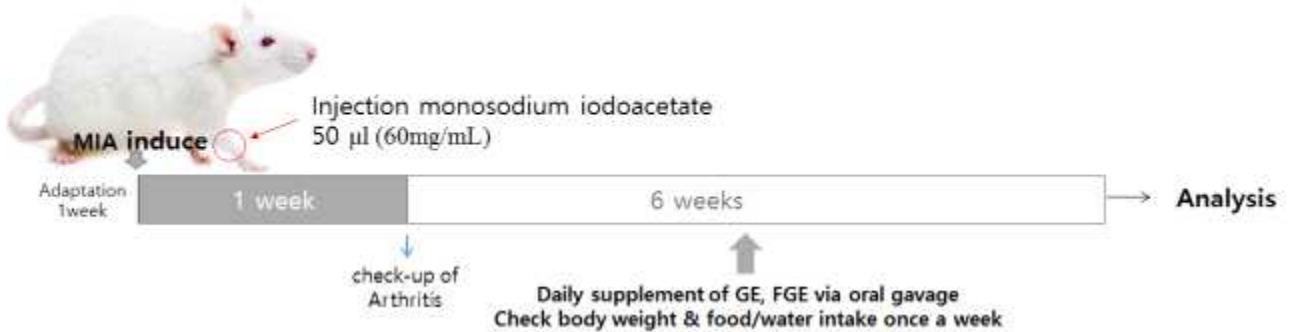 Injection monosodium iodoacetate
50 μl (60mg/mL)
MIA induce
Adaptation
1week
1 week
6 weeks
Analysis
check-up of
Arthritis
Daily supplement of GE, FGE via oral gavage
Check body weight & food/water intake once a week